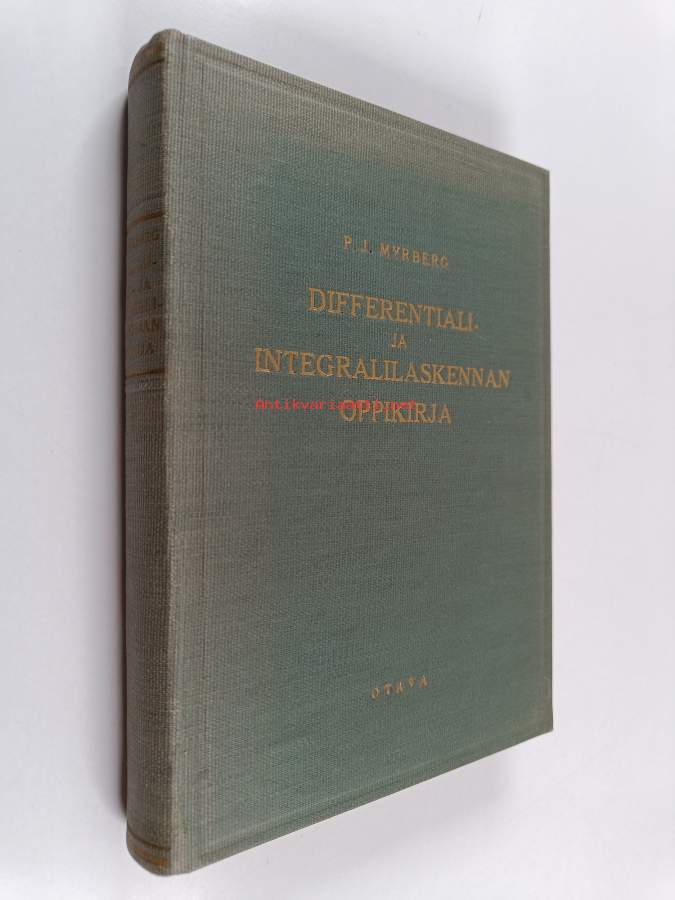 P. J. MYRBERG
DIFFERENTIALI-
JA
INTEGRALILASKENNAN
Antikvariaatti.net
OPPIKIRJA
OTAVA